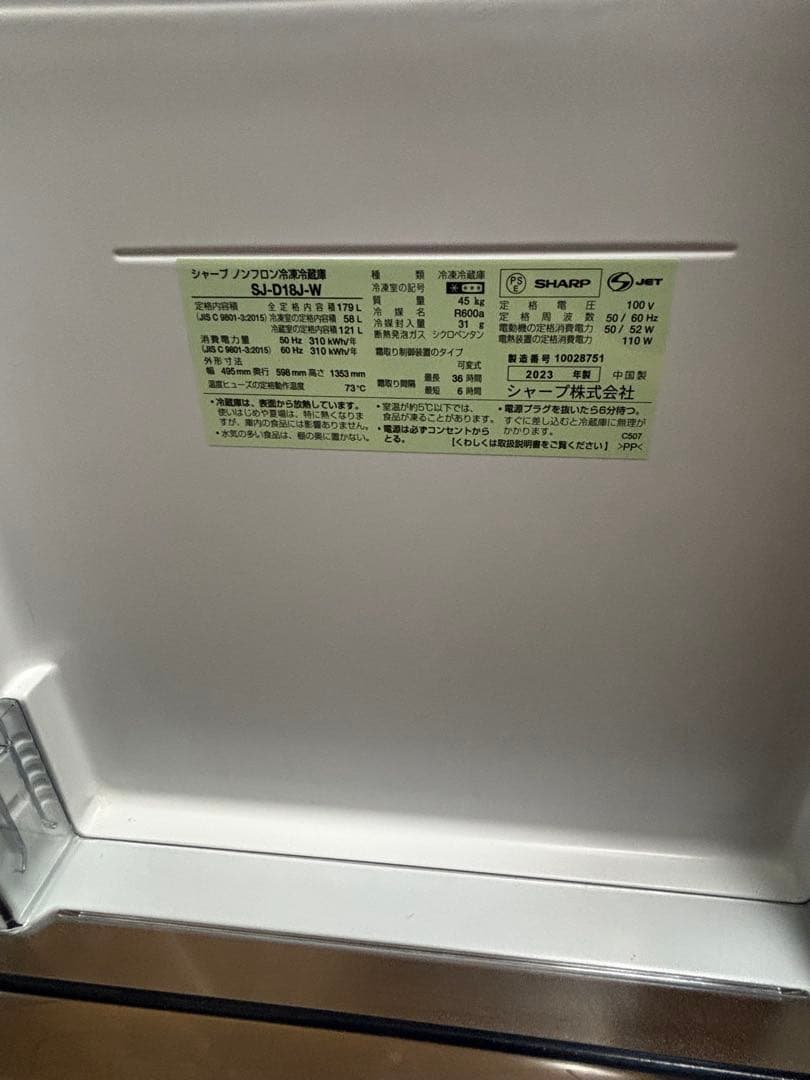 シャープ ノンフロン冷凍冷蔵庫
SJ-D18J-W
定格内容積 全定格内容積 179 L
(JIS C 9801-3:2015) 冷凍室の定格内容積 58 L
冷蔵室の定格内容積 121 L
消費電力量 50 Hz 310 kWh/年
(JIS C 9801-3:2015) 60 Hz 310 kWh/年
外形寸法
幅 495 mm 奥行 598 mm 高さ 1353 mm
温度ヒューズの定格動作温度 73℃
種類 冷凍冷蔵庫
冷凍室の記号
質量 45 kg
冷媒名 R600a
冷媒封入量 31 g
断熱発泡ガス シクロペンタン
霜取り制御装置のタイプ
可変式
霜取り間隔 最長 36 時間
最短 6 時間
PS
E
SHARP
JET
定格電圧 100 V
定格周波数 50 / 60 Hz
電動機の定格消費電力 50 / 52 W
電熱装置の定格消費電力 110 W
製造番号 10028751
2023 年製 中国製
シャープ株式会社
・冷蔵庫は、表面から放熱しています。
使いはじめや夏場は、特に熱くなりま
すが、庫内の食品には影響ありません。
・水気の多い食品は、棚の奥に置かない。
・室温が約5℃以下では、
食品が凍ることがあります。
・電源は必ずコンセントから
とる。
・電源プラグを抜いたら6分待つ。
すぐに差し込むと冷蔵庫に無理が
かかります。
【くわしくは取扱説明書をご覧ください】
C507
>PP<